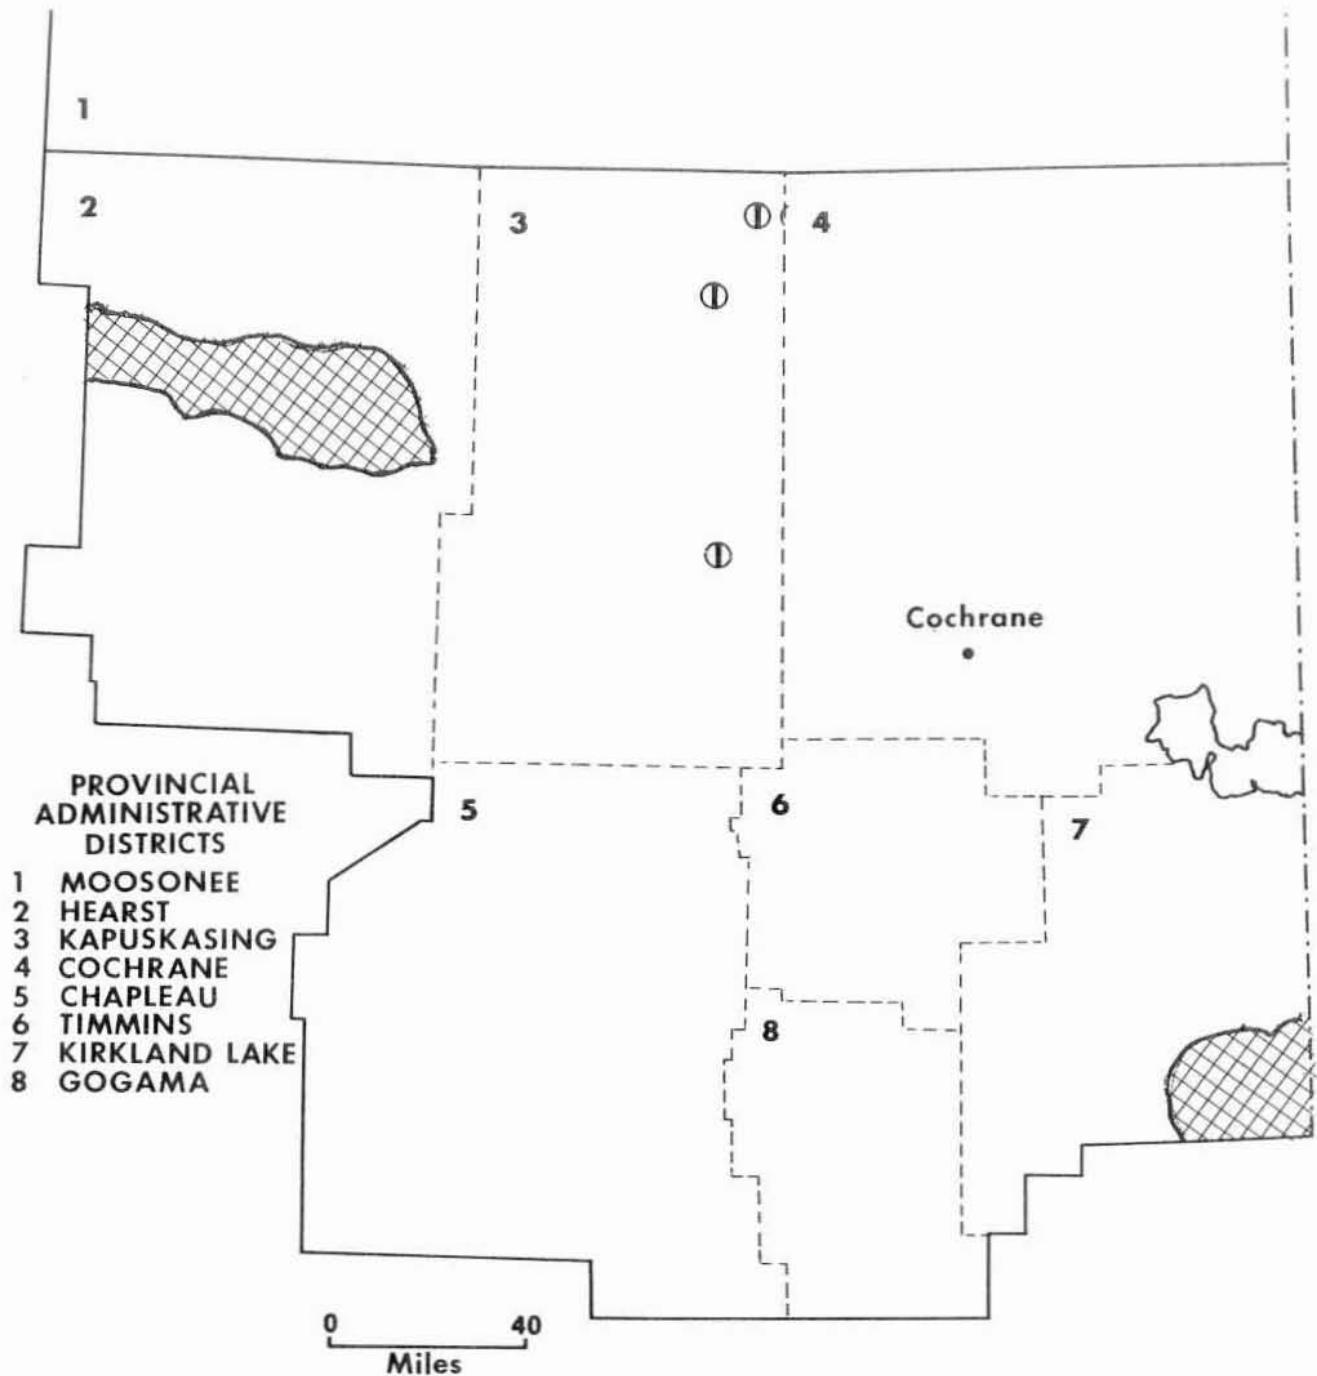 1
2
3
4
Cochrane
5
6
7
8
PROVINCIAL
ADMINISTRATIVE
DISTRICTS
1 MOOSONEE
2 HEARST
3 KAPUSKASING
4 COCHRANE
5 CHAPLEAU
6 TIMMINS
7 KIRKLAND LAKE
8 GOGAMA
0 40
Miles